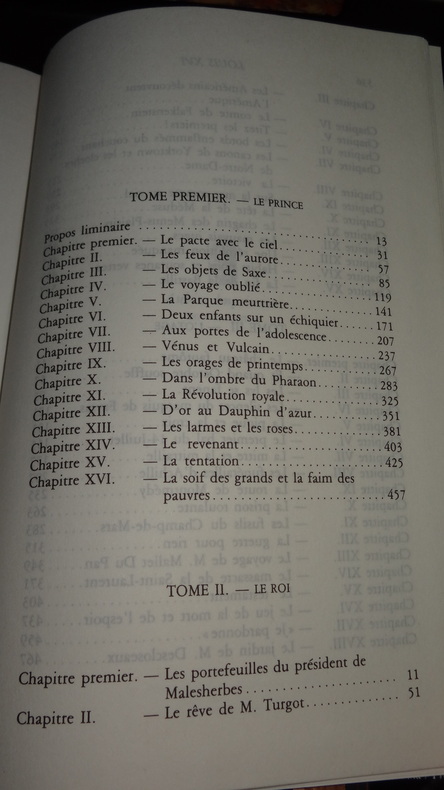 TOME PREMIER. — LE PRINCE
Propos liminaire ........ 13
Chapitre premier. — Le pacte avec le ciel........ 31
Chapitre II. — Les feux de l'aurore........ 57
Chapitre III. — Les objets de Saxe........ 85
Chapitre IV. — Le voyage oublié........ 119
Chapitre V. — La Parque meurtrière........ 141
Chapitre VI. — Deux enfants sur un échiquier...... 171
Chapitre VII. — Aux portes de l'adolescence........ 207
Chapitre VIII. — Vénus et Vulcain........ 237
Chapitre IX. — Les orages de printemps........ 267
Chapitre X. — Dans l'ombre du Pharaon........ 283
Chapitre XI. — La Révolution royale........ 325
Chapitre XII. — D'or au Dauphin d'azur........ 351
Chapitre XIII. — Les larmes et les roses........ 381
Chapitre XIV. — Le revenant........ 403
Chapitre XV. — La tentation........ 425
Chapitre XVI. — La soif des grands et la faim des
pauvres........ 457
TOME II. — LE ROI
Chapitre premier. — Les portefeuilles du président de
Malesherbes ........ 11
Chapitre II. — Le rêve de M. Turgot........ 51